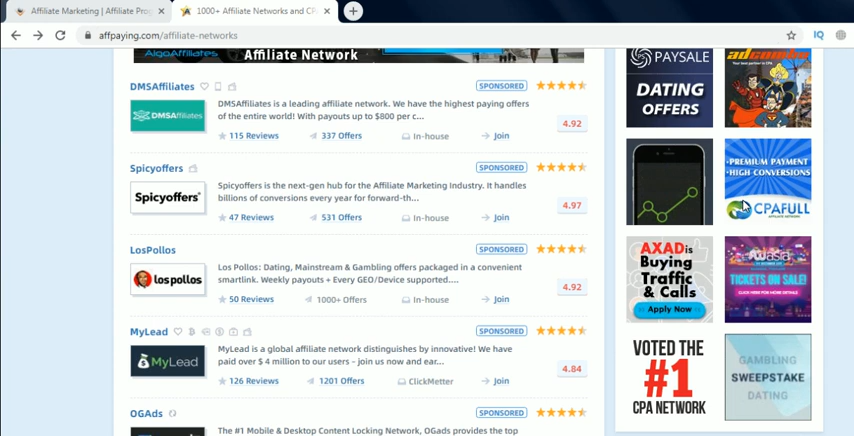 Affiliate Marketing | Affiliate Prog
1000+ Affiliate Networks and CP
affpaying.com/affiliate-networks
IQ
AlgoAffiliates
Affiliate Network
DMSAffiliates
SPONSORED
DMSAFFILIATES
DMSAffiliates is a leading affiliate network. We have the highest paying offers
of the entire world! With payouts up to $800 per c...
4.92
115 Reviews
337 Offers
In-house
Join
Spicyoffers
SPONSORED
Spicyoffers
Spicyoffers is the next-gen hub for the Affiliate Marketing Industry. It handles
billions of conversions every year for forward-th...
4.97
47 Reviews
531 Offers
In-house
Join
LosPollos
SPONSORED
los pollos
Los Pollos: Dating, Mainstream & Gambling offers packaged in a convenient
smartlink. Weekly payouts + Every GEO/Device supported....
4.92
50 Reviews
1000+ Offers
In-house
Join
MyLead
SPONSORED
MyLead
MyLead is a global affiliate network distinguishes by innovative! We have
paid over $ 4 million to our users - join us now and ear...
4.84
126 Reviews
1201 Offers
ClickMetter
Join
OGAds
SPONSORED
The #1 Mobile & Desktop Content Locking Network, OGads provides the top
PAYSALE
DATING
OFFERS
adcombo
PREMIUM PAYMENT
HIGH-CONVERSIONS
CPAFULL
AXAD is
Buying
Traffic
& Calls
Apply Now
asia
TICKETS ON SALE!
VOTED THE
#1
CPA NETWORK
GAMBLING
SWEEPSTAKE
DATING